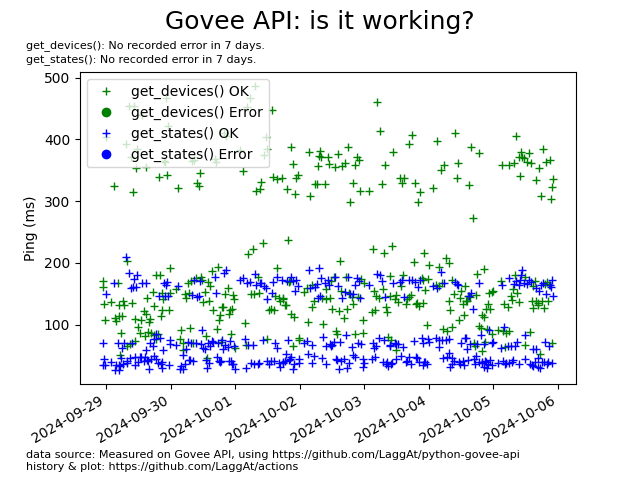 Govee API: is it working?
get_devices(): No recorded error in 7 days.
get_states(): No recorded error in 7 days.
get_devices() OK
get_devices() Error
get_states() OK
get_states() Error
Ping (ms)
500
400
300
200
100
2024-09-29
2024-09-30
2024-10-01
2024-10-02
2024-10-03
2024-10-04
2024-10-05
2024-10-06
data source: Measured on Govee API, using https://github.com/LaggAt/python-govee-api
history & plot: https://github.com/LaggAt/actions